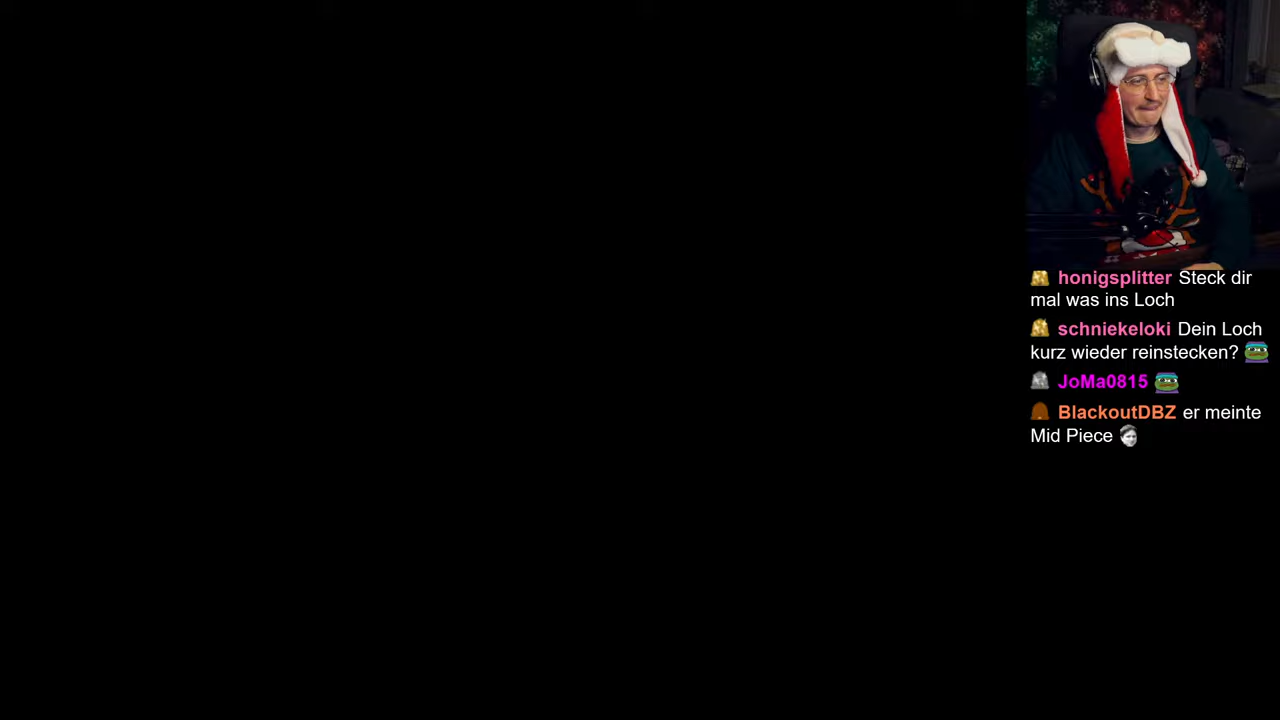 honigsplitter Steck dir
mal was ins Loch
schniekeloki Dein Loch
kurz wieder reinstecken?
JoMa0815
BlackoutDBZ er meinte
Mid Piece